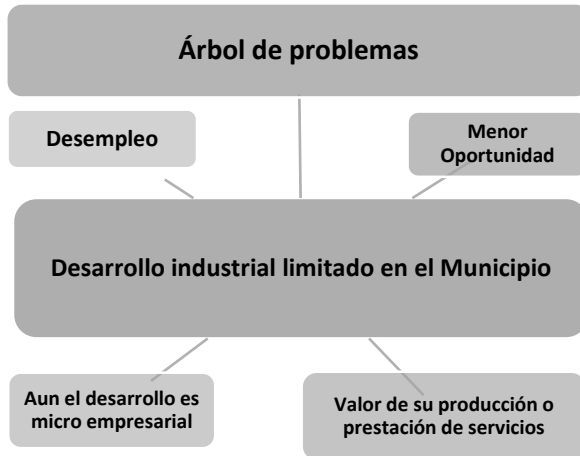 Árbol de problemas
Desempleo
Menor
Oportunidad
Desarrollo industrial limitado en el Municipio
Aun el desarrollo es
micro empresarial
Valor de su producción o
prestación de servicios